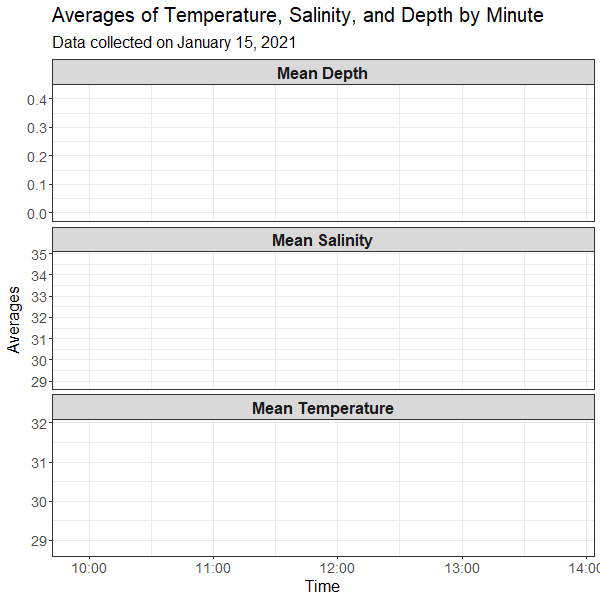 Averages of Temperature, Salinity, and Depth by Minute
Data collected on January 15, 2021
Mean Depth
0.4
0.3
0.2
0.1
0.0
Mean Salinity
35
34
33
32
31
30
29
Averages
Mean Temperature
32
31
30
29
10:00 11:00 12:00 13:00 14:00
Time